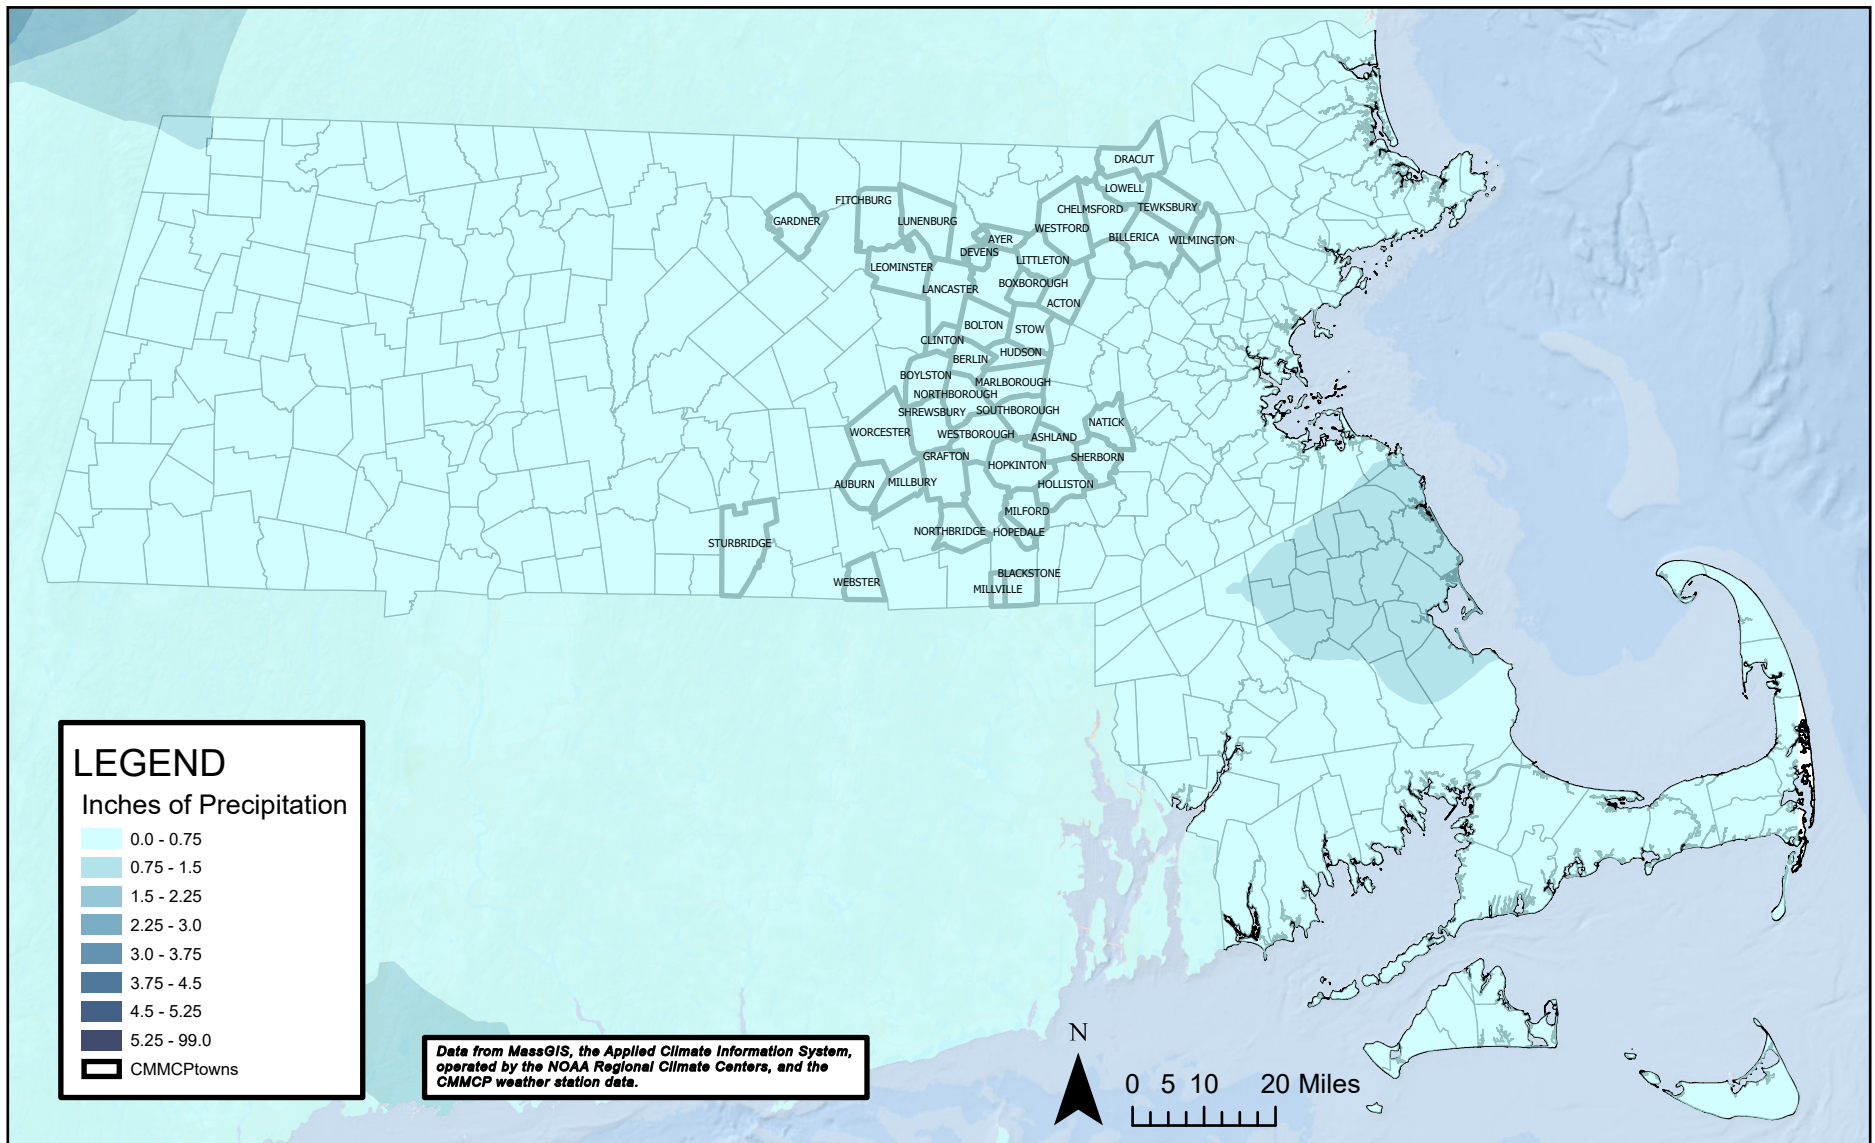 DRACUT
LOWELL
FITCHBURG
GARDNER
LUNENBURG
CHELMSFORD
TEWKSBURY
WESTFORD
BILLERICA
WILMINGTON
AYER
DEVENS
LITTLETON
LEOMINSTER
LANCASTER
BOXBOROUGH
ACTON
BOLTON
STOW
CLINTON
HUDSON
BERLIN
BOYLSTON
MARLBOROUGH
NORTHBOROUGH
SHREWSBURY
SOUTHBOROUGH
NATICK
WORCESTER
WESTBOROUGH
ASHLAND
GRAFTON
HOPKINTON
SHERBORN
AUBURN
MILLBURY
HOLLISTON
MILFORD
NORTHBRIDGE
HOPEDALE
STURBRIDGE
BLACKSTONE
WEBSTER
MILLVILLE
LEGEND
Inches of Precipitation
0.0 - 0.75
0.75 - 1.5
1.5 - 2.25
2.25 - 3.0
3.0 - 3.75
3.75 - 4.5
4.5 - 5.25
5.25 - 99.0
CMMCPtowns
Data from MassGIS, the Applied Climate Information System,
operated by the NOAA Regional Climate Centers, and the
CMMCP weather station data.
N
0 5 10 20 Miles